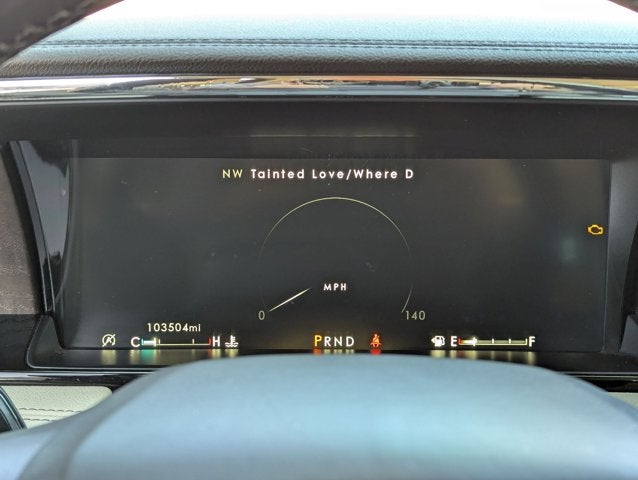 NW Tainted Love/Where D
MPH
0 140
103504mi
C H PRND E F